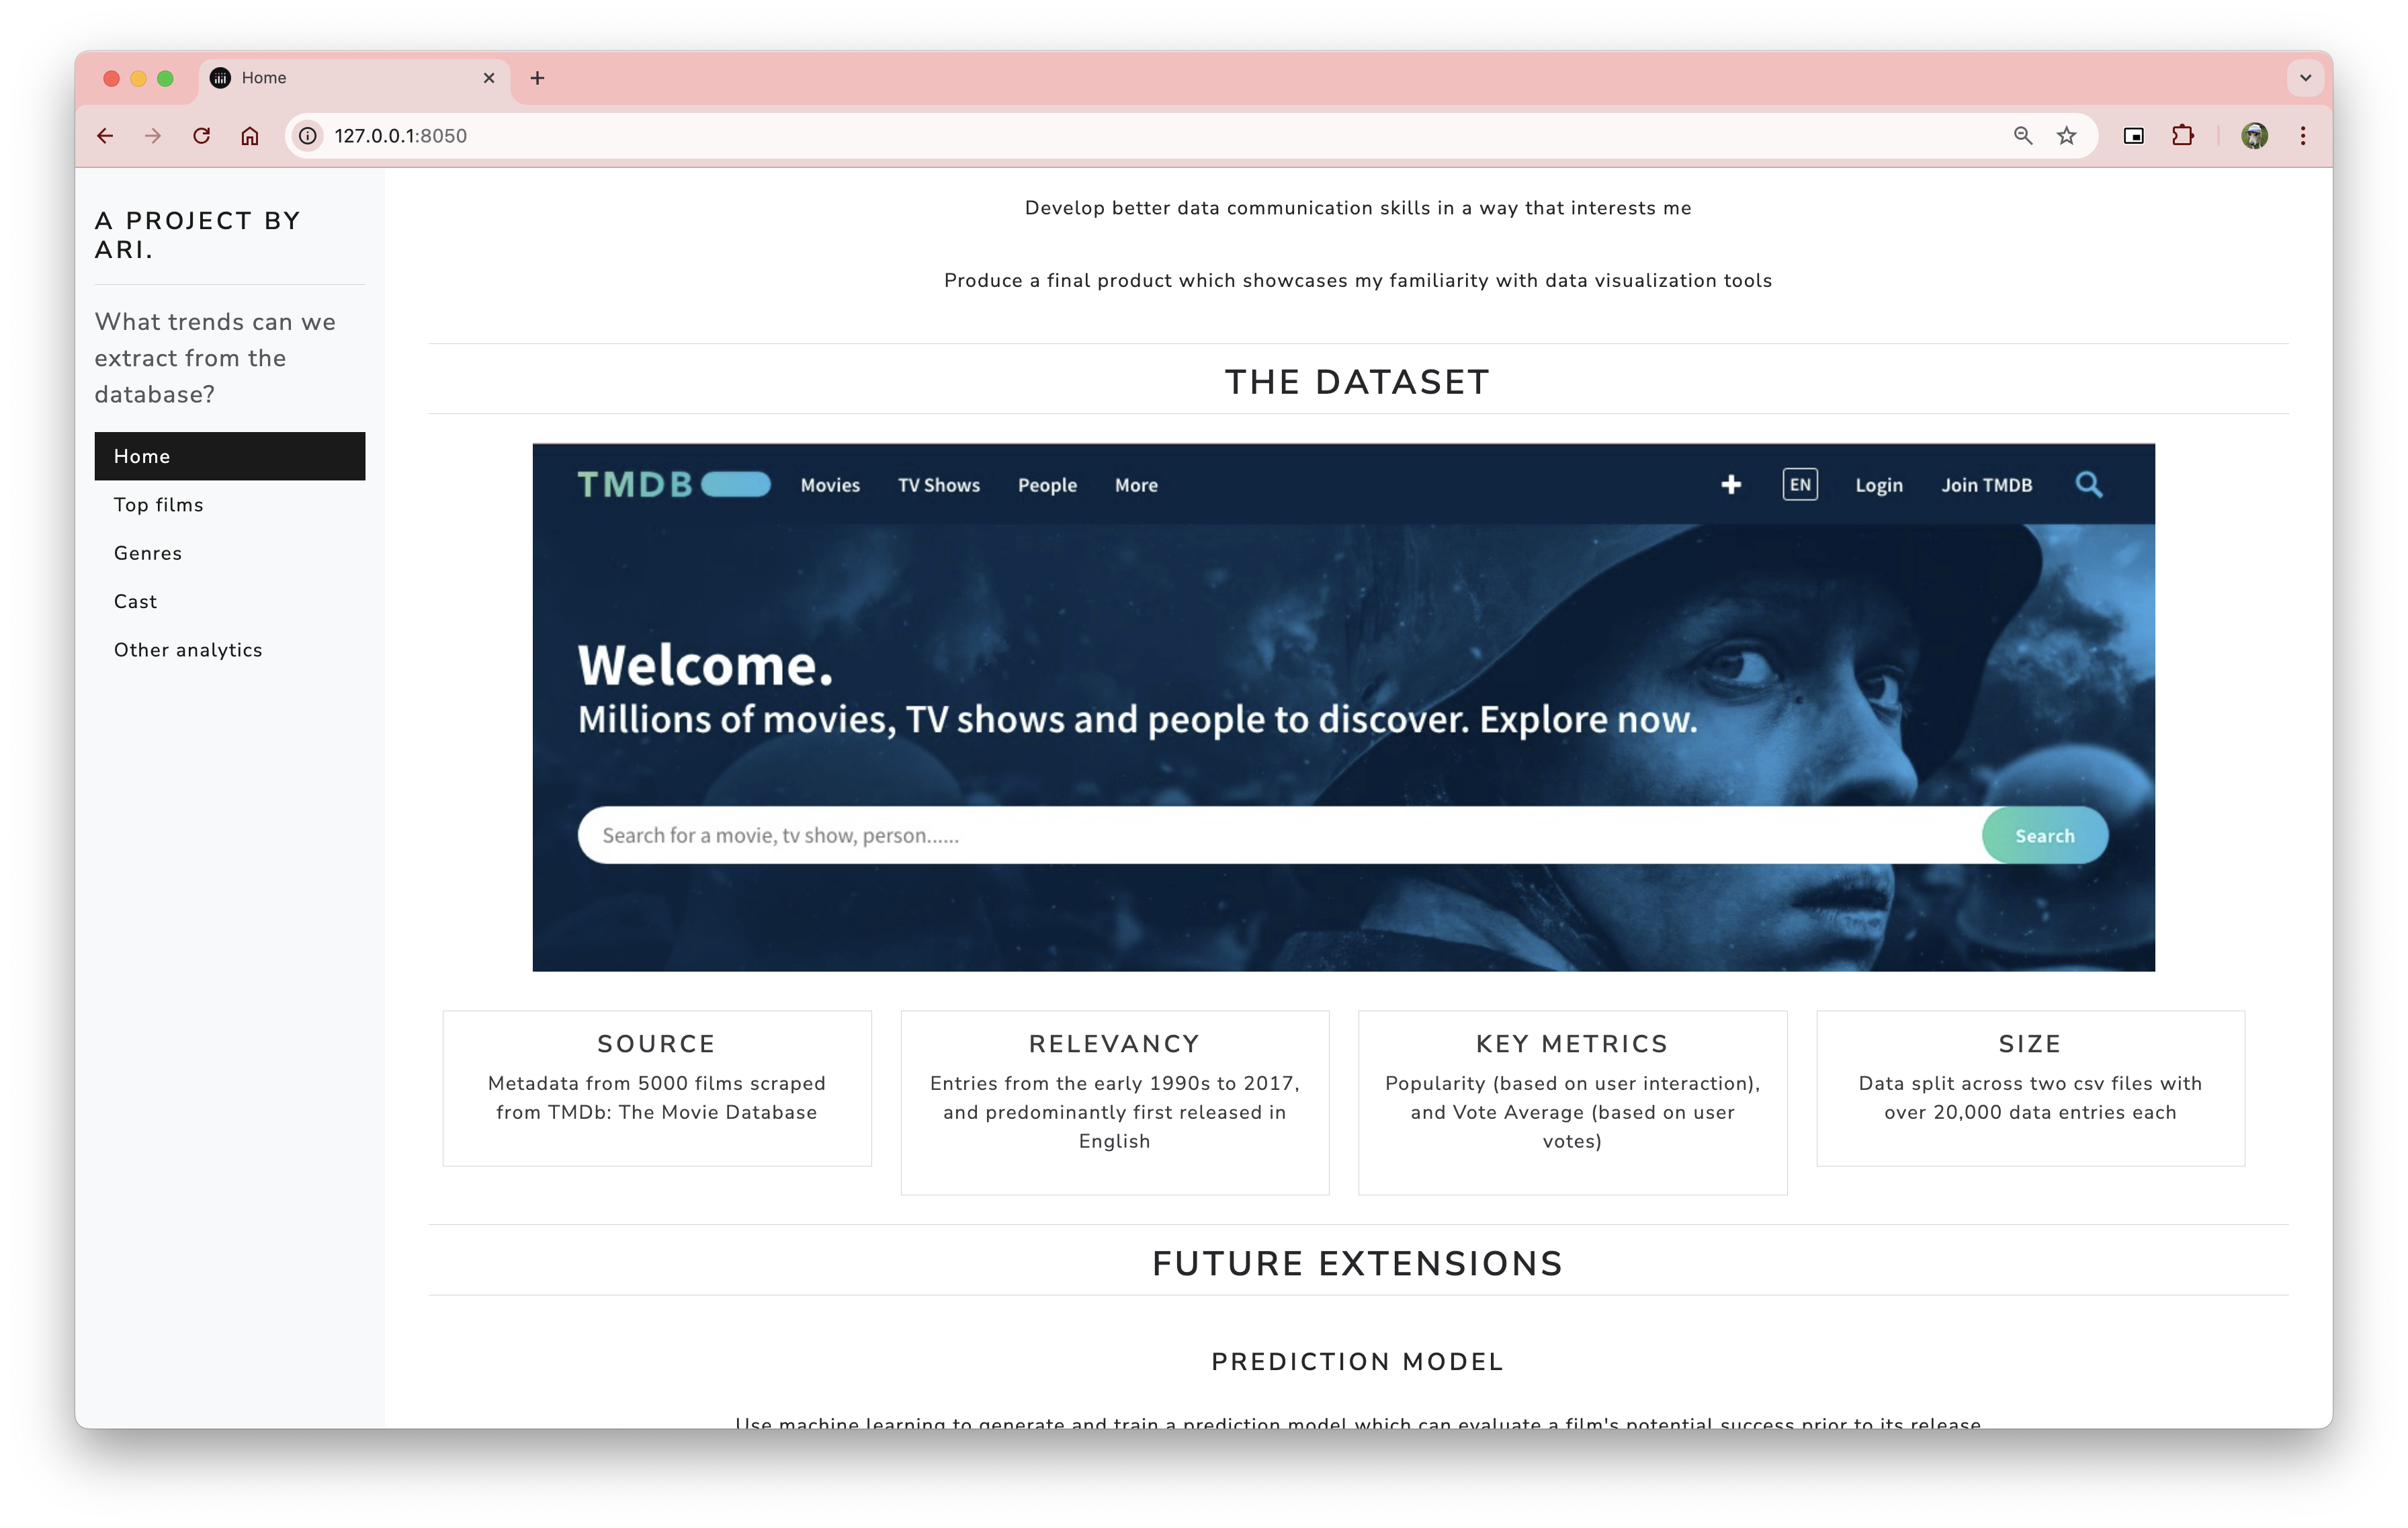 Home
127.0.0.1:8050
A PROJECT BY
ARI.
What trends can we
extract from the
database?
Home
Top films
Genres
Cast
Other analytics
Develop better data communication skills in a way that interests me
Produce a final product which showcases my familiarity with data visualization tools
THE DATASET
TMDB Movies TV Shows People More EN Login Join TMDB
Welcome.
Millions of movies, TV shows and people to discover. Explore now.
Search for a movie, tv show, person...... Search
SOURCE
Metadata from 5000 films scraped
from TMDb: The Movie Database
RELEVANCY
Entries from the early 1990s to 2017,
and predominantly first released in
English
KEY METRICS
Popularity (based on user interaction),
and Vote Average (based on user
votes)
SIZE
Data split across two csv files with
over 20,000 data entries each
FUTURE EXTENSIONS
PREDICTION MODEL
Use machine learning to generate and train a prediction model which can evaluate a film's potential success prior to its release